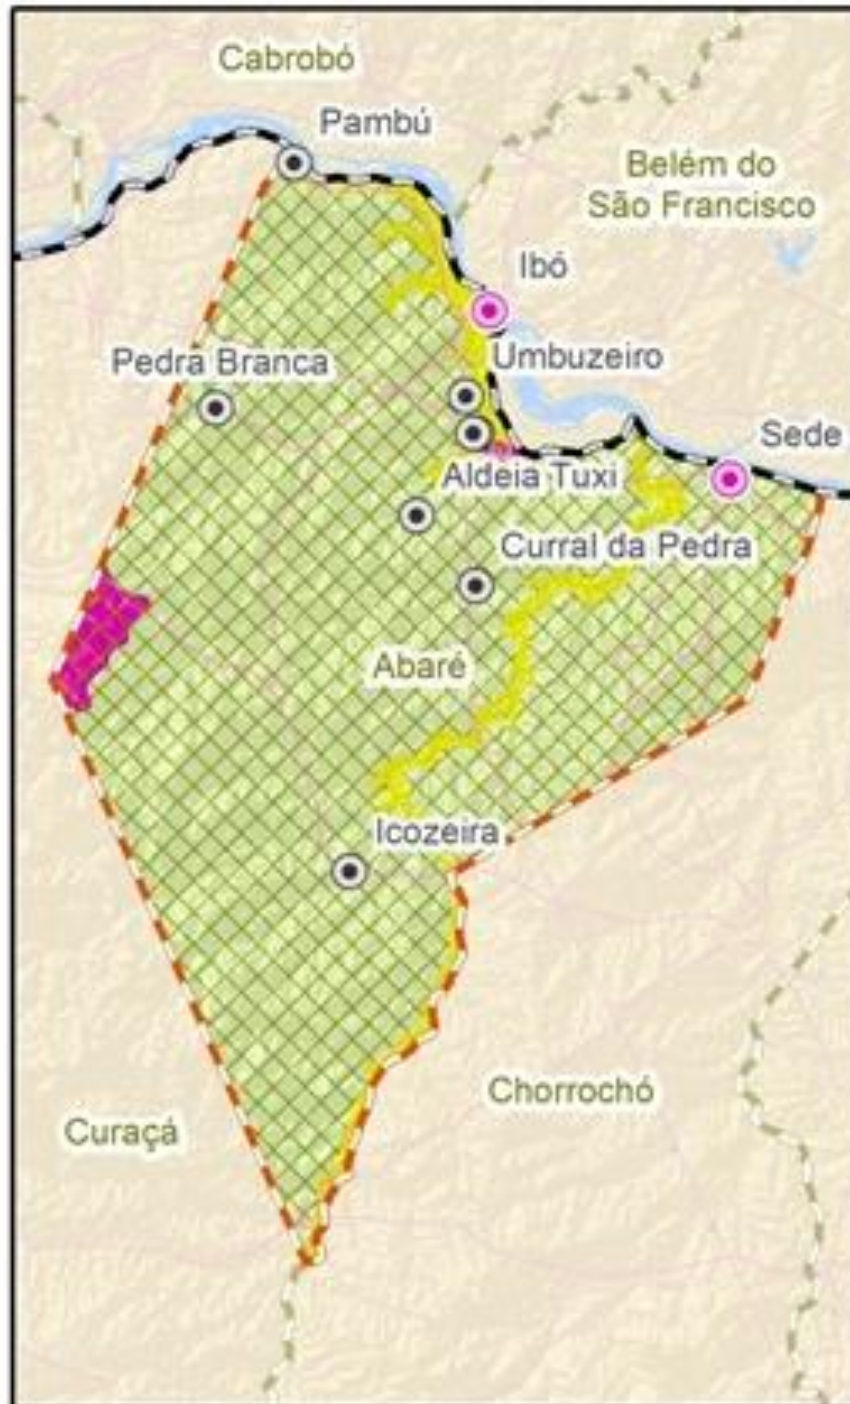 Cabrobó
Pambú
Belém do
São Francisco
Ibó
Umbuzeiro
Pedra Branca
Sede
Aldeia Tuxi
Curral da Pedra
Abaré
Icozeira
Chorrochó
Curaçá